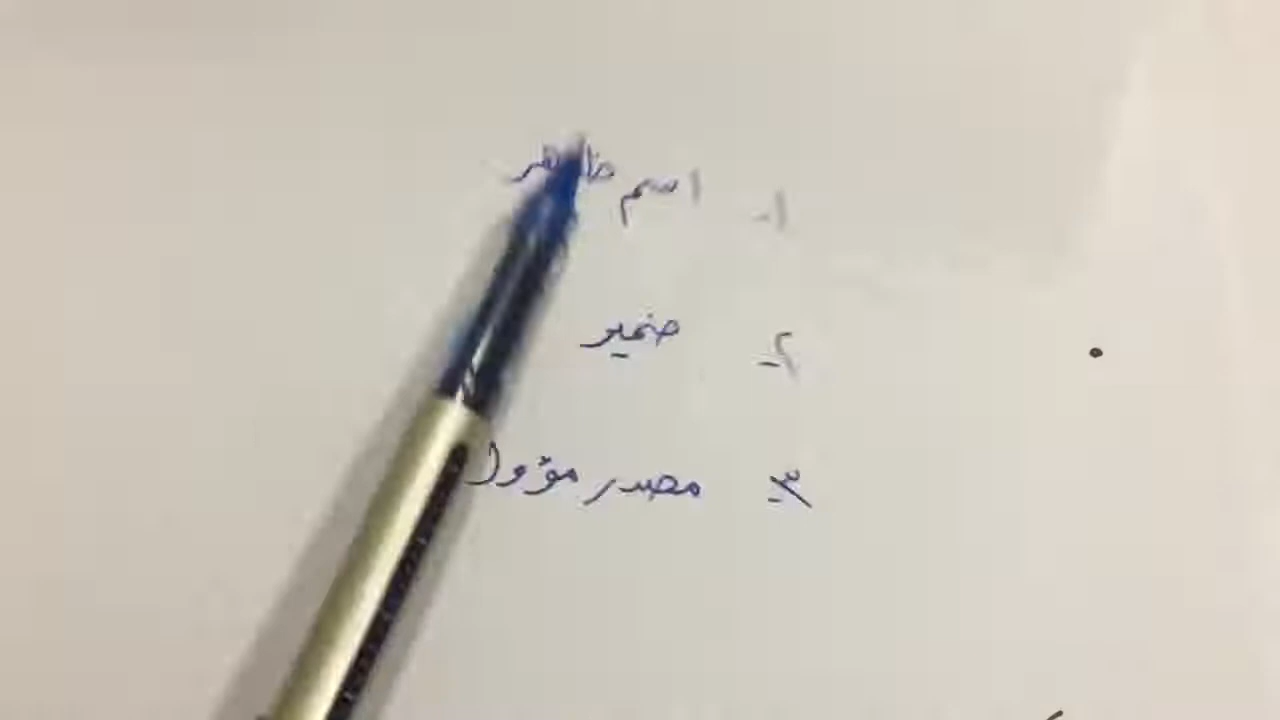 ١- اسم ظاهر
٢- ضمير
٣- مصدر مؤول